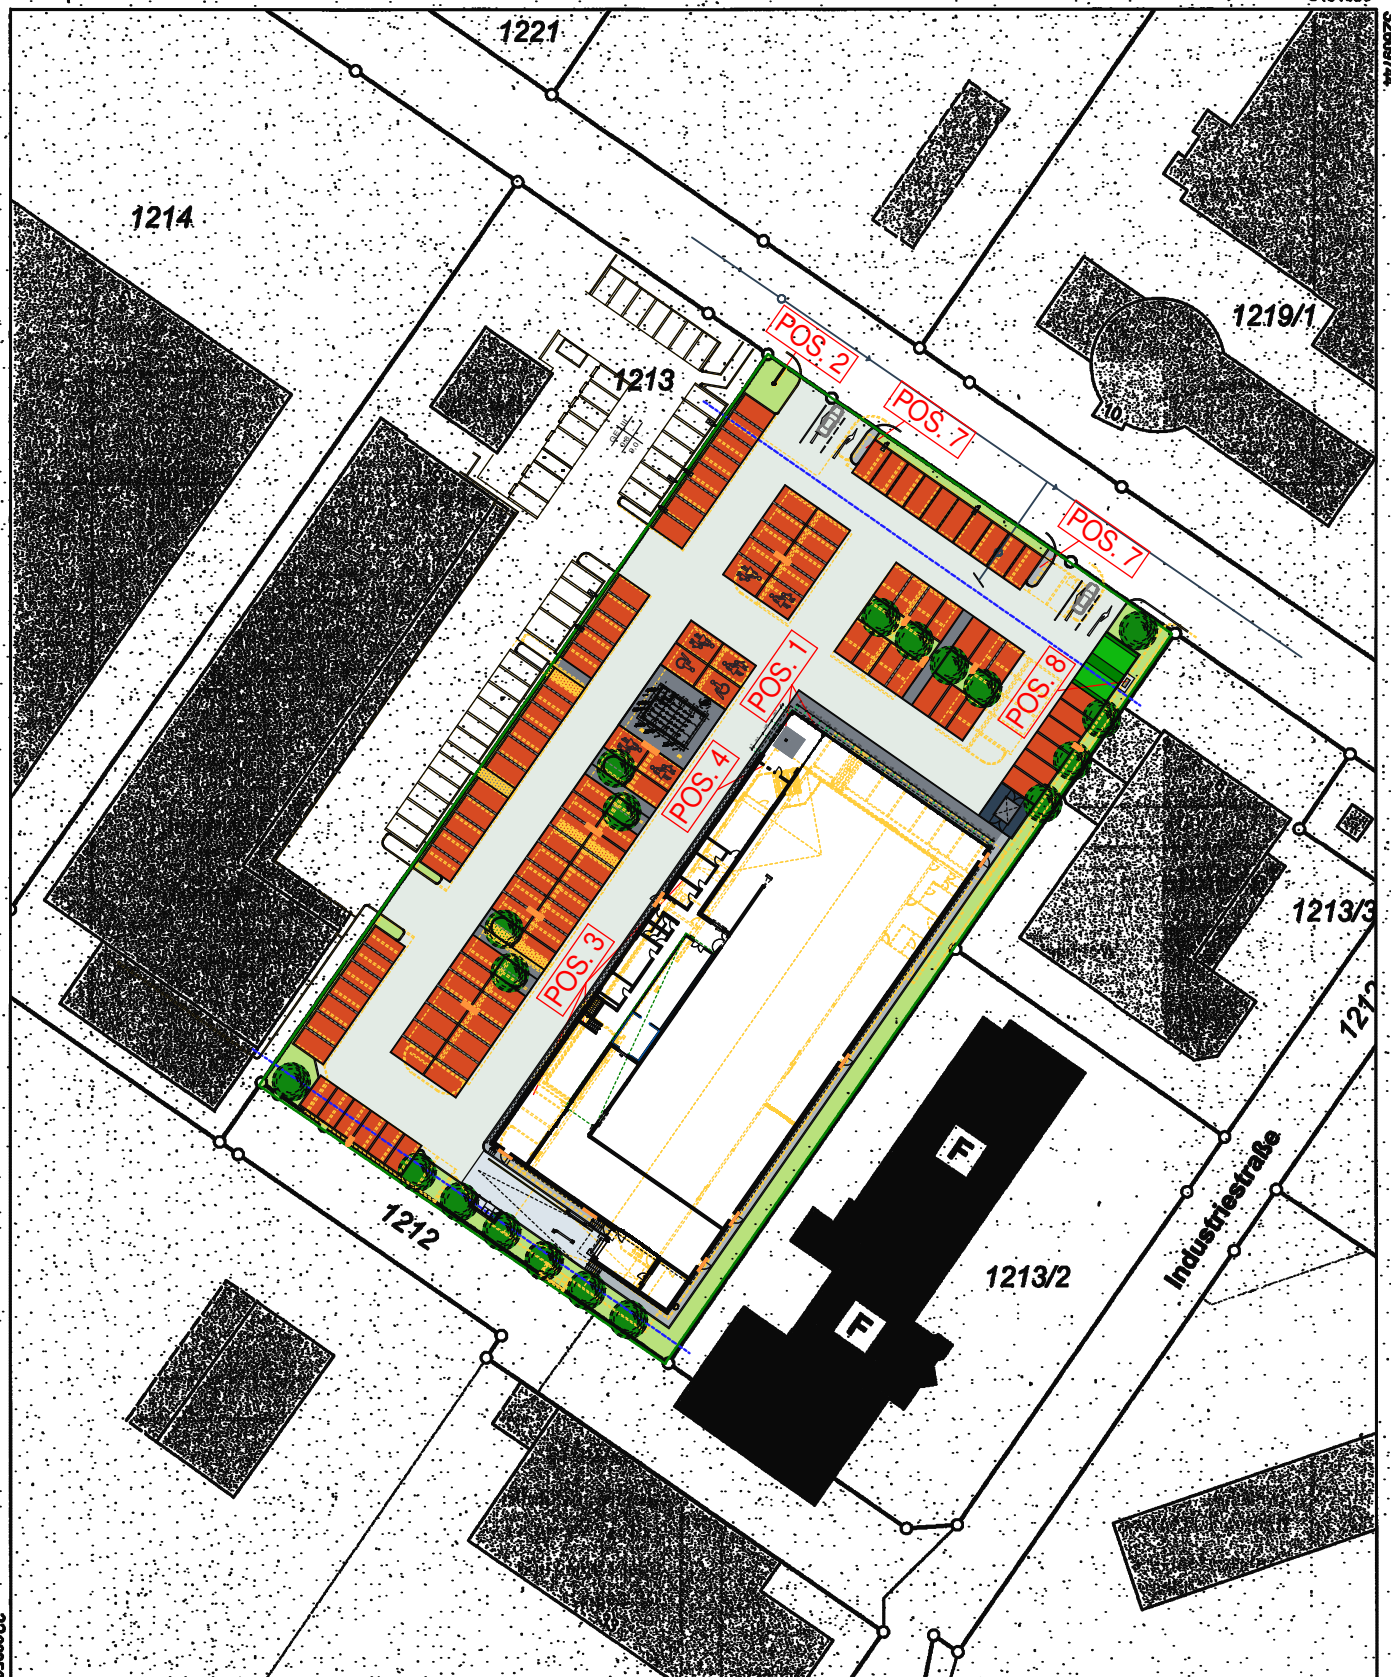 1221
1214
1219/1
POS. 2
1213
POS. 7
10
POS. 7
POS. 1
POS. 8
POS. 4
1213/3
POS. 3
1212
F
Industriestraße
1212
1213/2
F